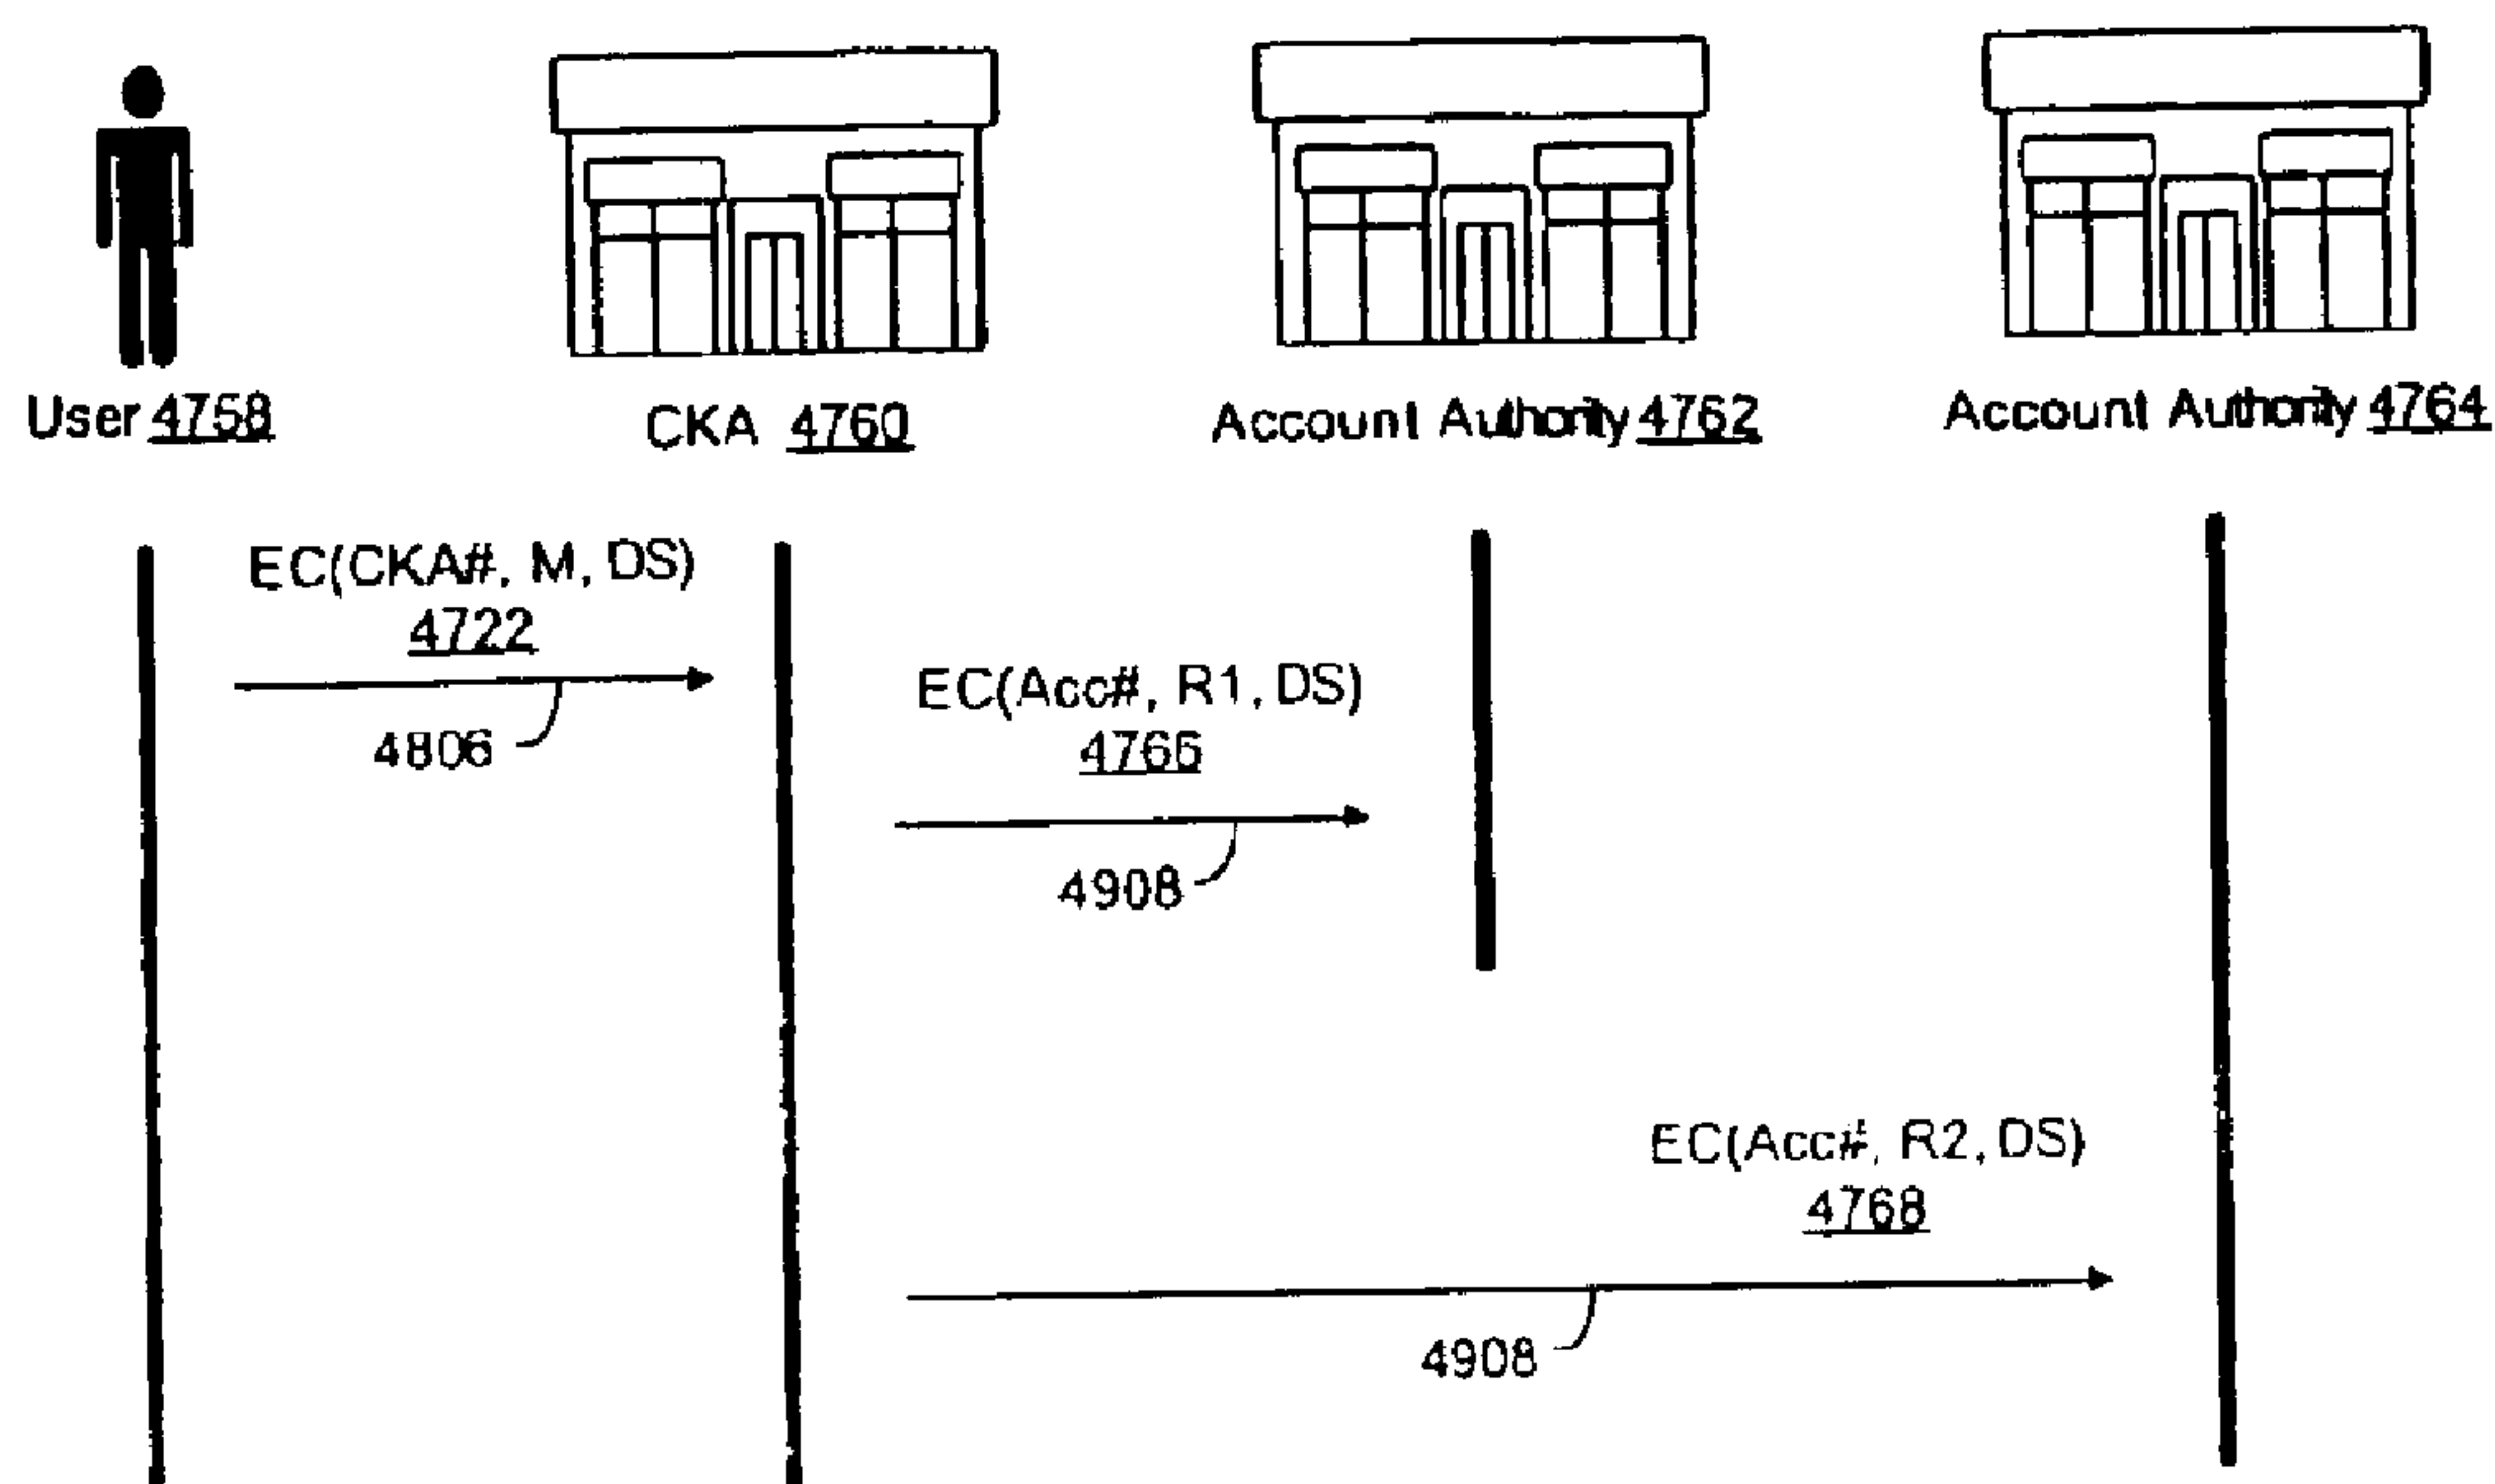 User 4758
CKA 4760
Account Authority 4762
Account Authority 4764
EC(CKA#, M, DS)
4722
4806
EC(Acc#, R1, DS)
4766
4908
EC(Acc#, R2, DS)
4768
4908